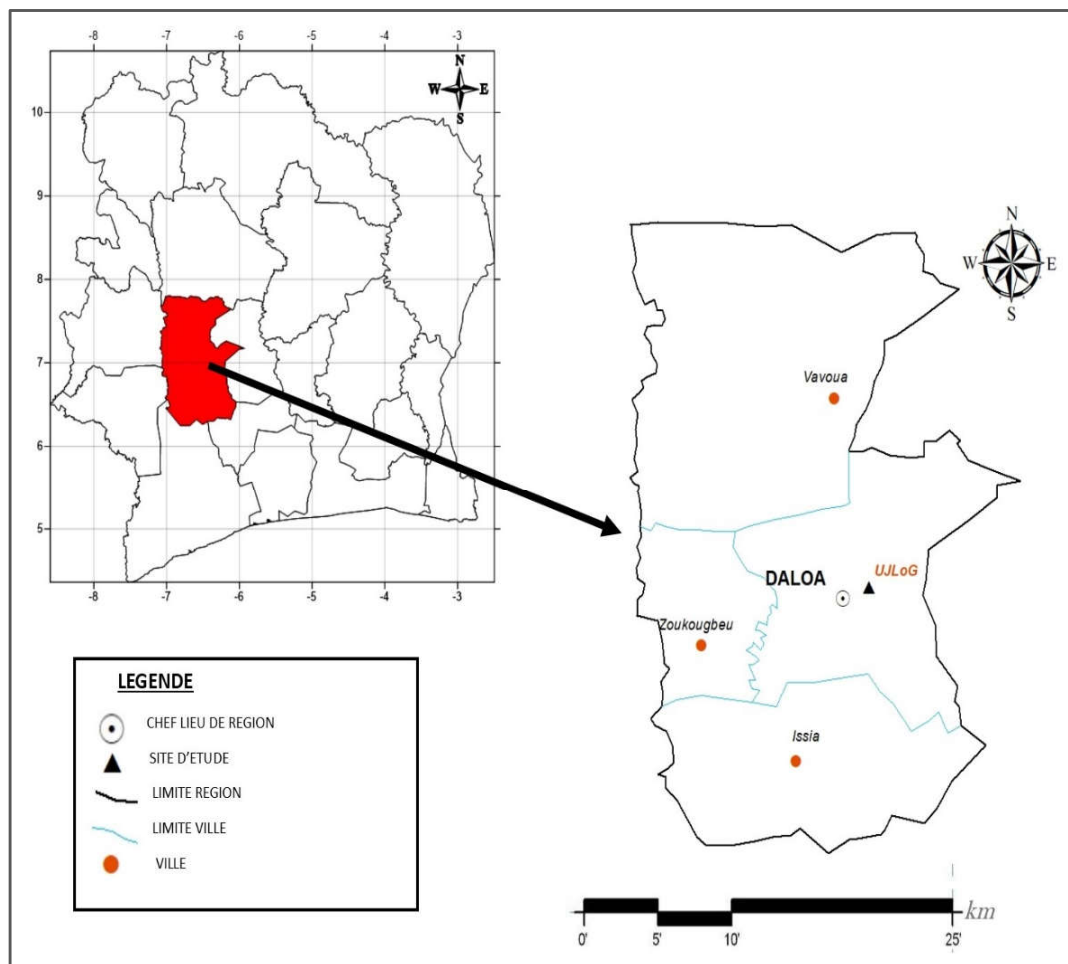 -8 -7 -6 -5 -4 -3
N
W E
S
10
9
8
7
6
5
-8 -7 -6 -5 -4 -3
N
W E
S
Vavoua
DALOA
UJLoG
Zoukougbeu
Issia
LEGENDE
CHEF LIEU DE REGION
SITE D'ETUDE
LIMITE REGION
LIMITE VILLE
VILLE
km
0' 5' 10' 25'